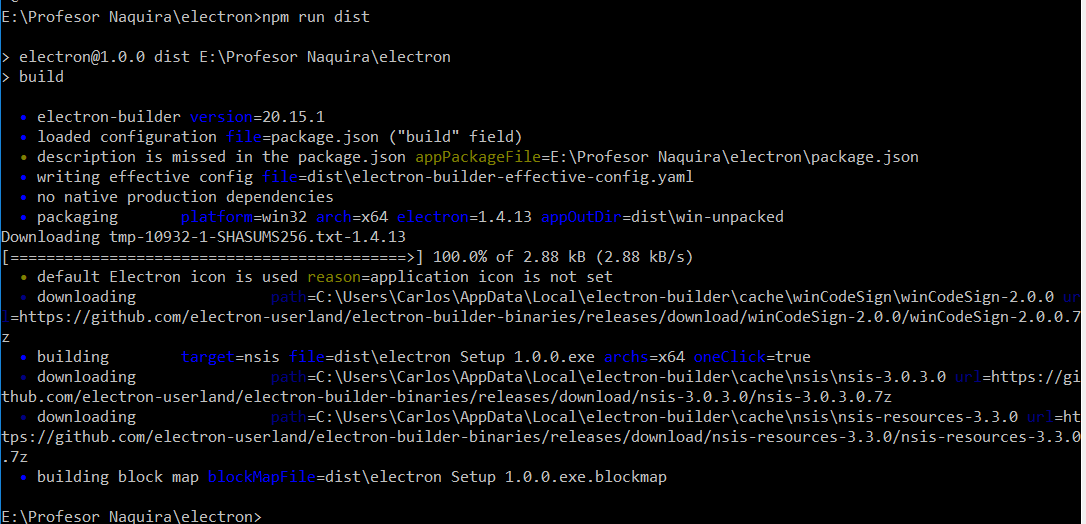 E:\Profesor Naquira\electron>npm run dist
> electron@1.0.0 dist E:\Profesor Naquira\electron
> build
• electron-builder version=20.15.1
• loaded configuration file=package.json ("build" field)
• description is missed in the package.json appPackageFile=E:\Profesor Naquira\electron\package.json
• writing effective config file=dist\electron-builder-effective-config.yaml
• no native production dependencies
• packaging       platform=win32 arch=x64 electron=1.4.13 appOutDir=dist\win-unpacked
Downloading tmp-10932-1-SHASUMS256.txt-1.4.13
[============================================>] 100.0% of 2.88 kB (2.88 kB/s)
• default Electron icon is used reason=application icon is not set
• downloading               path=C:\Users\Carlos\AppData\Local\electron-builder\cache\winCodeSign\winCodeSign-2.0.0 ur
l=https://github.com/electron-userland/electron-builder-binaries/releases/download/winCodeSign-2.0.0/winCodeSign-2.0.0.7
z
• building        target=nsis file=dist\electron Setup 1.0.0.exe archs=x64 oneClick=true
• downloading               path=C:\Users\Carlos\AppData\Local\electron-builder\cache\nsis\nsis-3.0.3.0 url=https://gi
thub.com/electron-userland/electron-builder-binaries/releases/download/nsis-3.0.3.0/nsis-3.0.3.0.7z
• downloading               path=C:\Users\Carlos\AppData\Local\electron-builder\cache\nsis\nsis-resources-3.3.0 url=ht
tps://github.com/electron-userland/electron-builder-binaries/releases/download/nsis-resources-3.3.0/nsis-resources-3.3.0
.7z
• building block map blockMapFile=dist\electron Setup 1.0.0.exe.blockmap
E:\Profesor Naquira\electron>